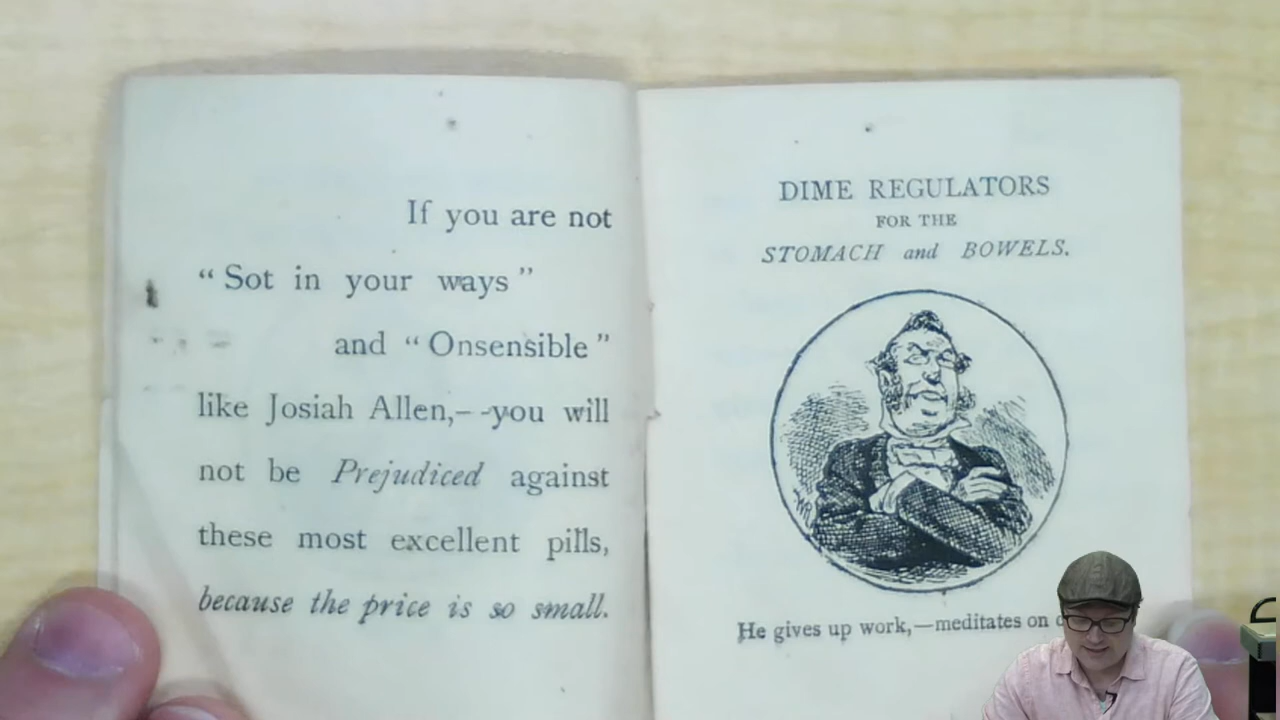 If you are not
“ Sot in your ways ”
and “ Onsensible ”
like Josiah Allen,– -you will
not be Prejudiced against
these most excellent pills,
because the price is so small.
DIME REGULATORS
FOR THE
STOMACH and BOWELS.
WR
He gives up work,—meditates on